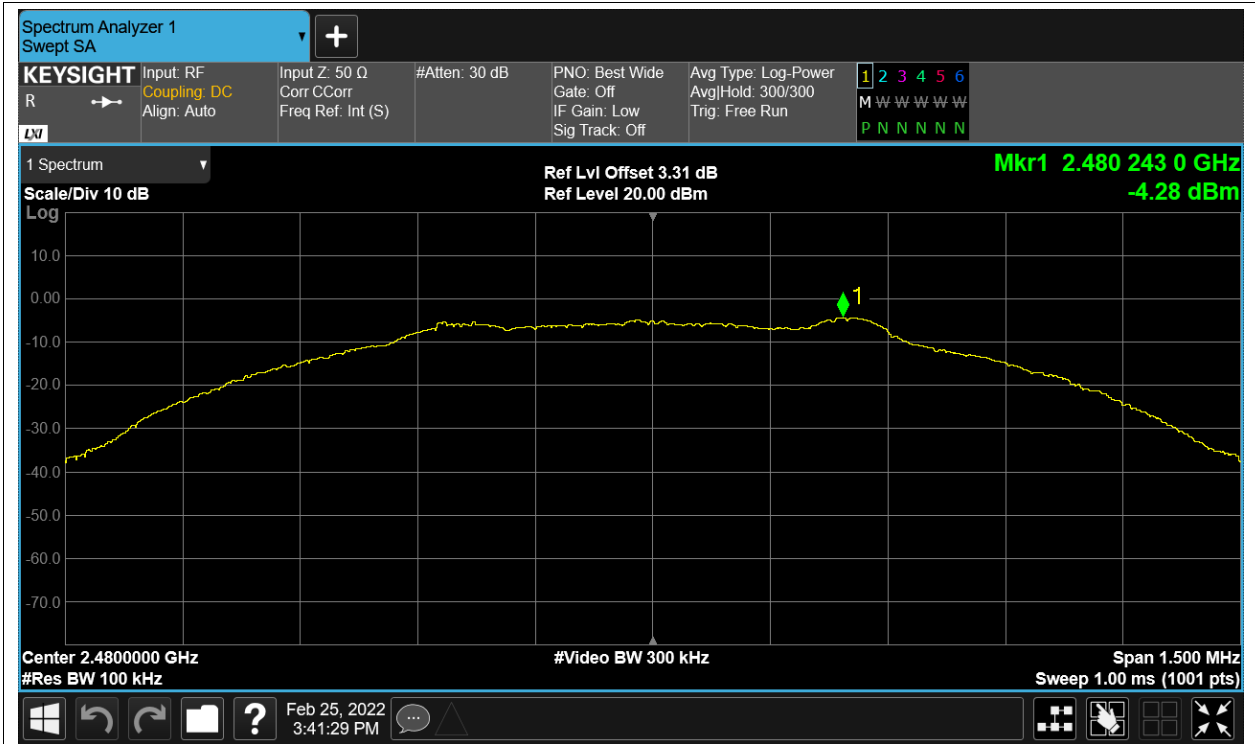 Spectrum Analyzer 1
Swept SA
KEYSIGHT
R
LXI
Input: RF
Coupling: DC
Align: Auto
Input Z: 50 Ω
Corr CCorr
Freq Ref: Int (S)
#Atten: 30 dB
PNO: Best Wide
Gate: Off
IF Gain: Low
Sig Track: Off
Avg Type: Log-Power
Avg|Hold: 300/300
Trig: Free Run
1 2 3 4 5 6
M W W W W W
P N N N N N
1 Spectrum
Scale/Div 10 dB
Log
Ref Lvl Offset 3.31 dB
Ref Level 20.00 dBm
Mkr1 2.480 243 0 GHz
-4.28 dBm
10.0
0.00
1
-10.0
-20.0
-30.0
-40.0
-50.0
-60.0
-70.0
Center 2.4800000 GHz
#Res BW 100 kHz
#Video BW 300 kHz
Span 1.500 MHz
Sweep 1.00 ms (1001 pts)
?
Feb 25, 2022
3:41:29 PM